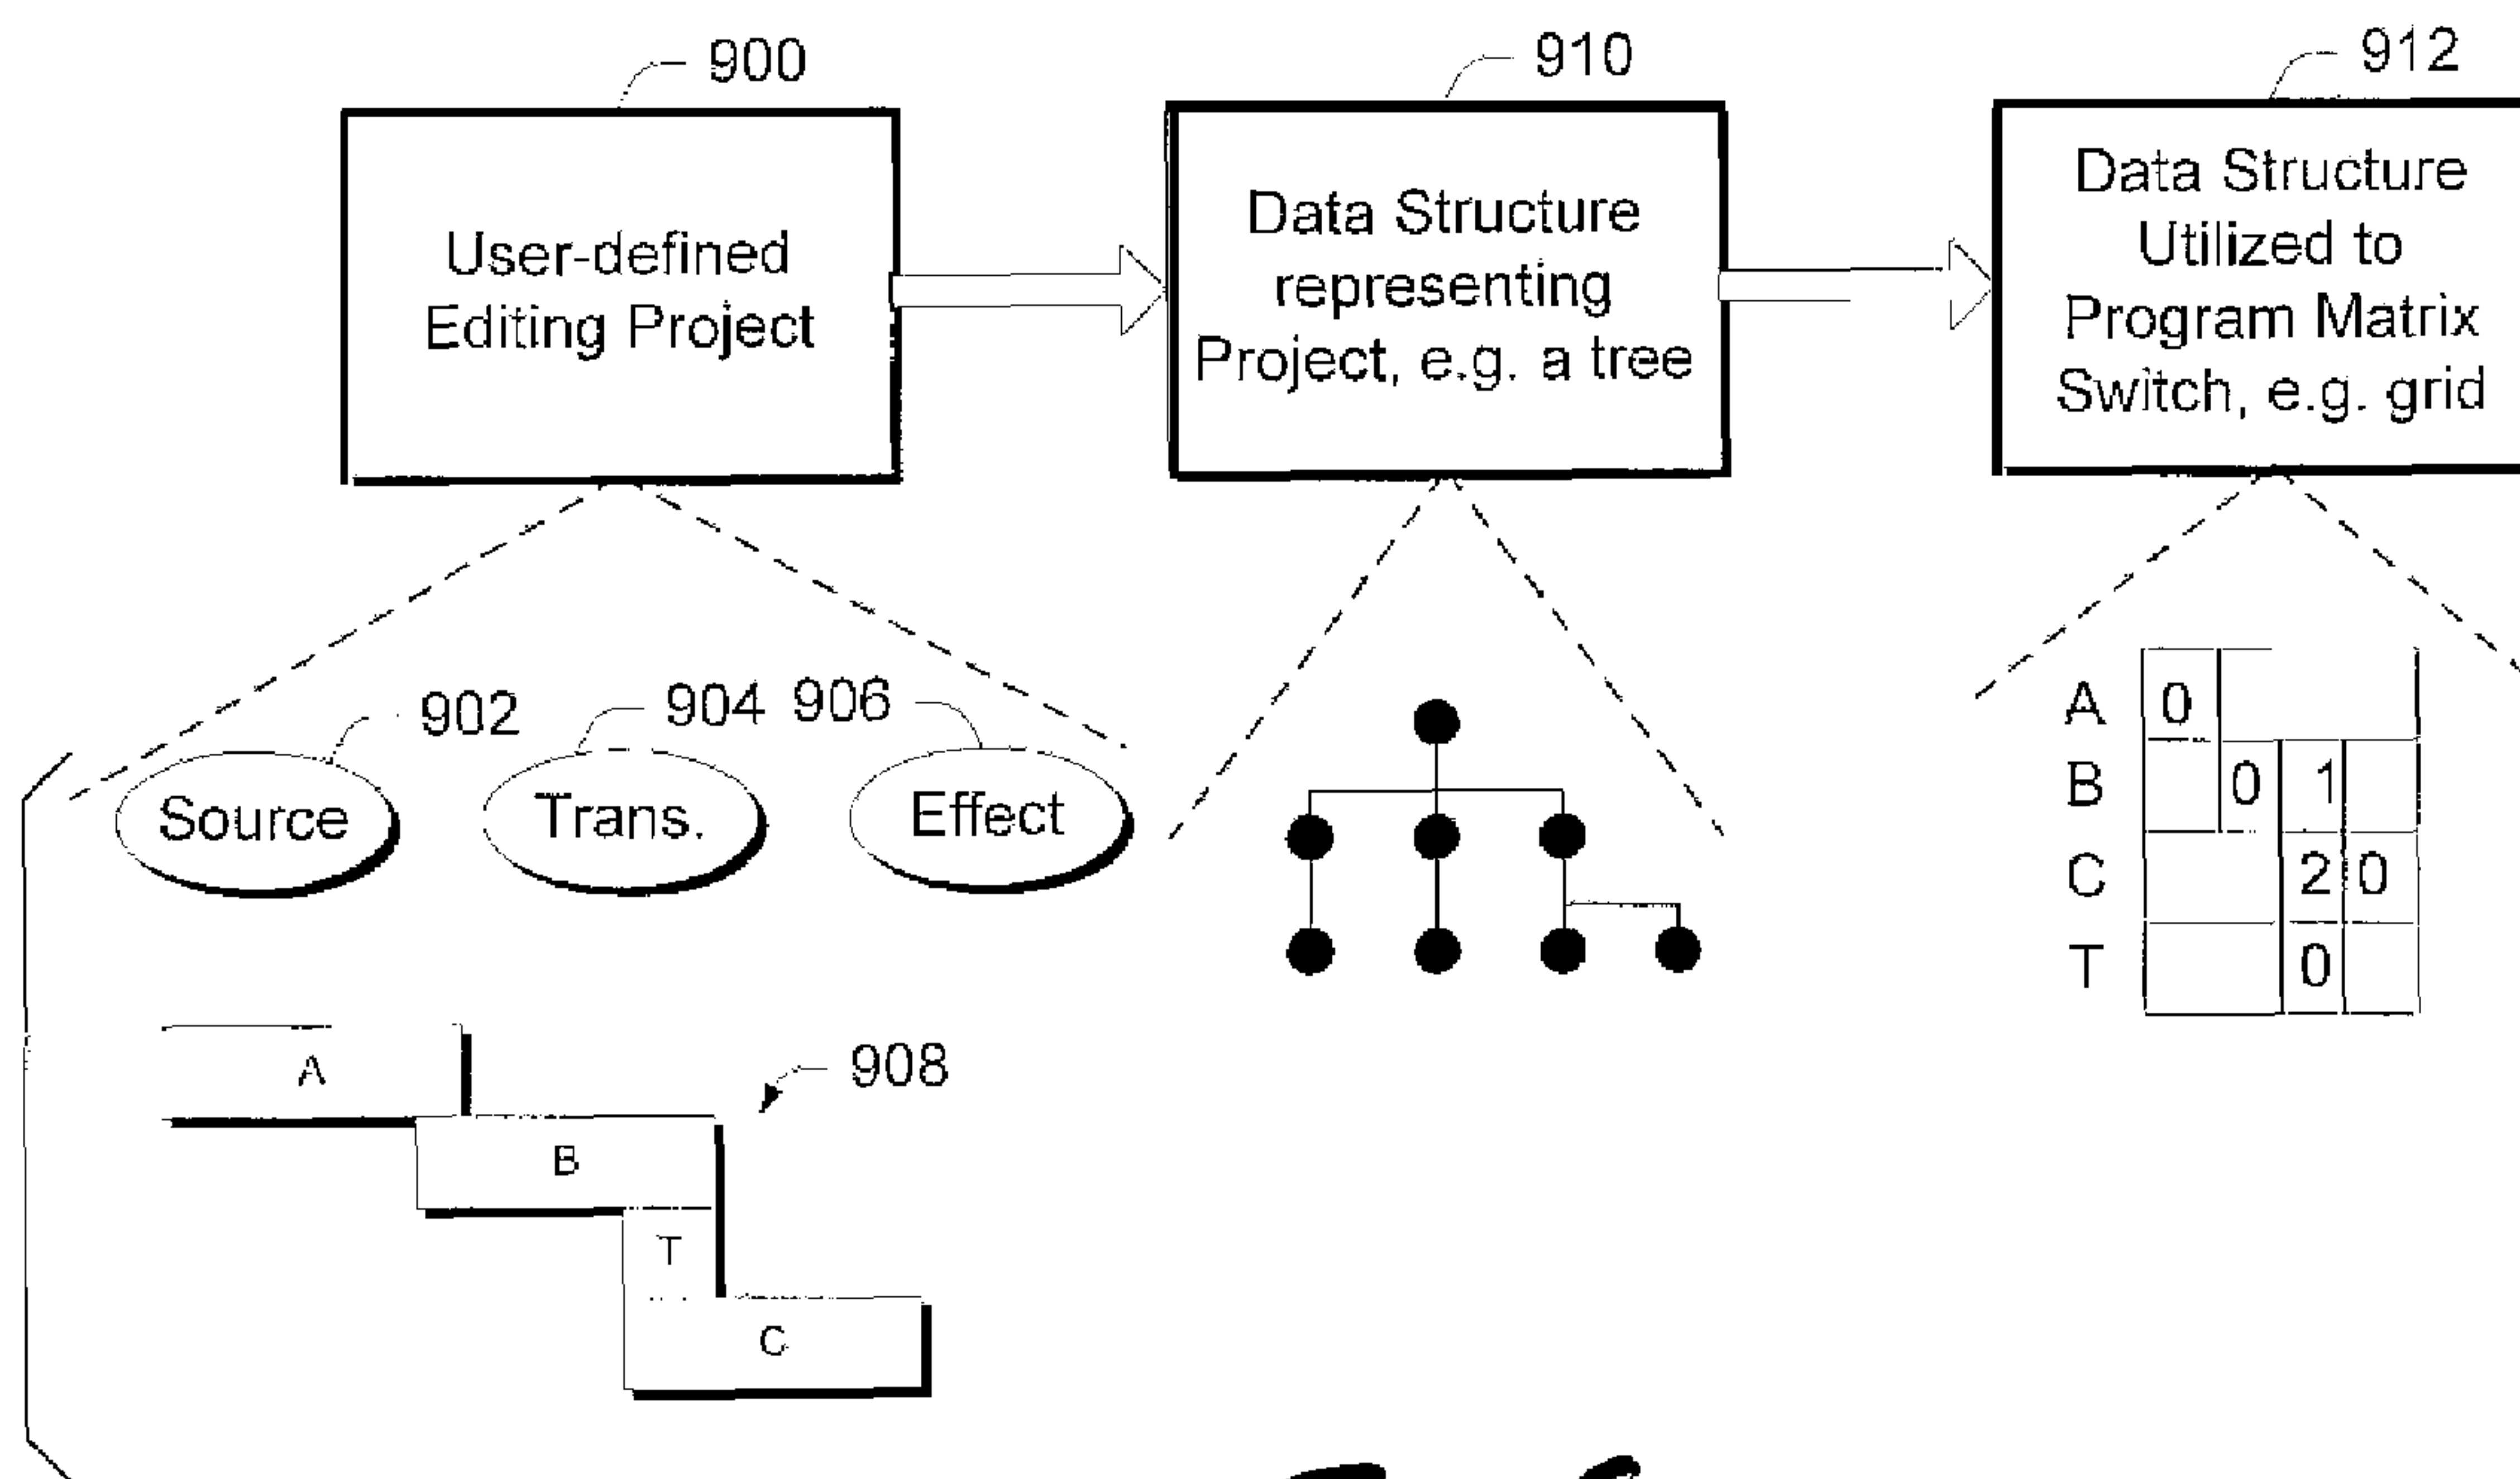 900
910
912
User-defined
Editing Project
Data Structure
representing
Project, e.g. a tree
Data Structure
Utilized to
Program Matrix
Switch, e.g. grid
902
904
906
Source
Trans.
Effect
A 0
B 0 1
C 2 0
T 0
A
908
B
T
C